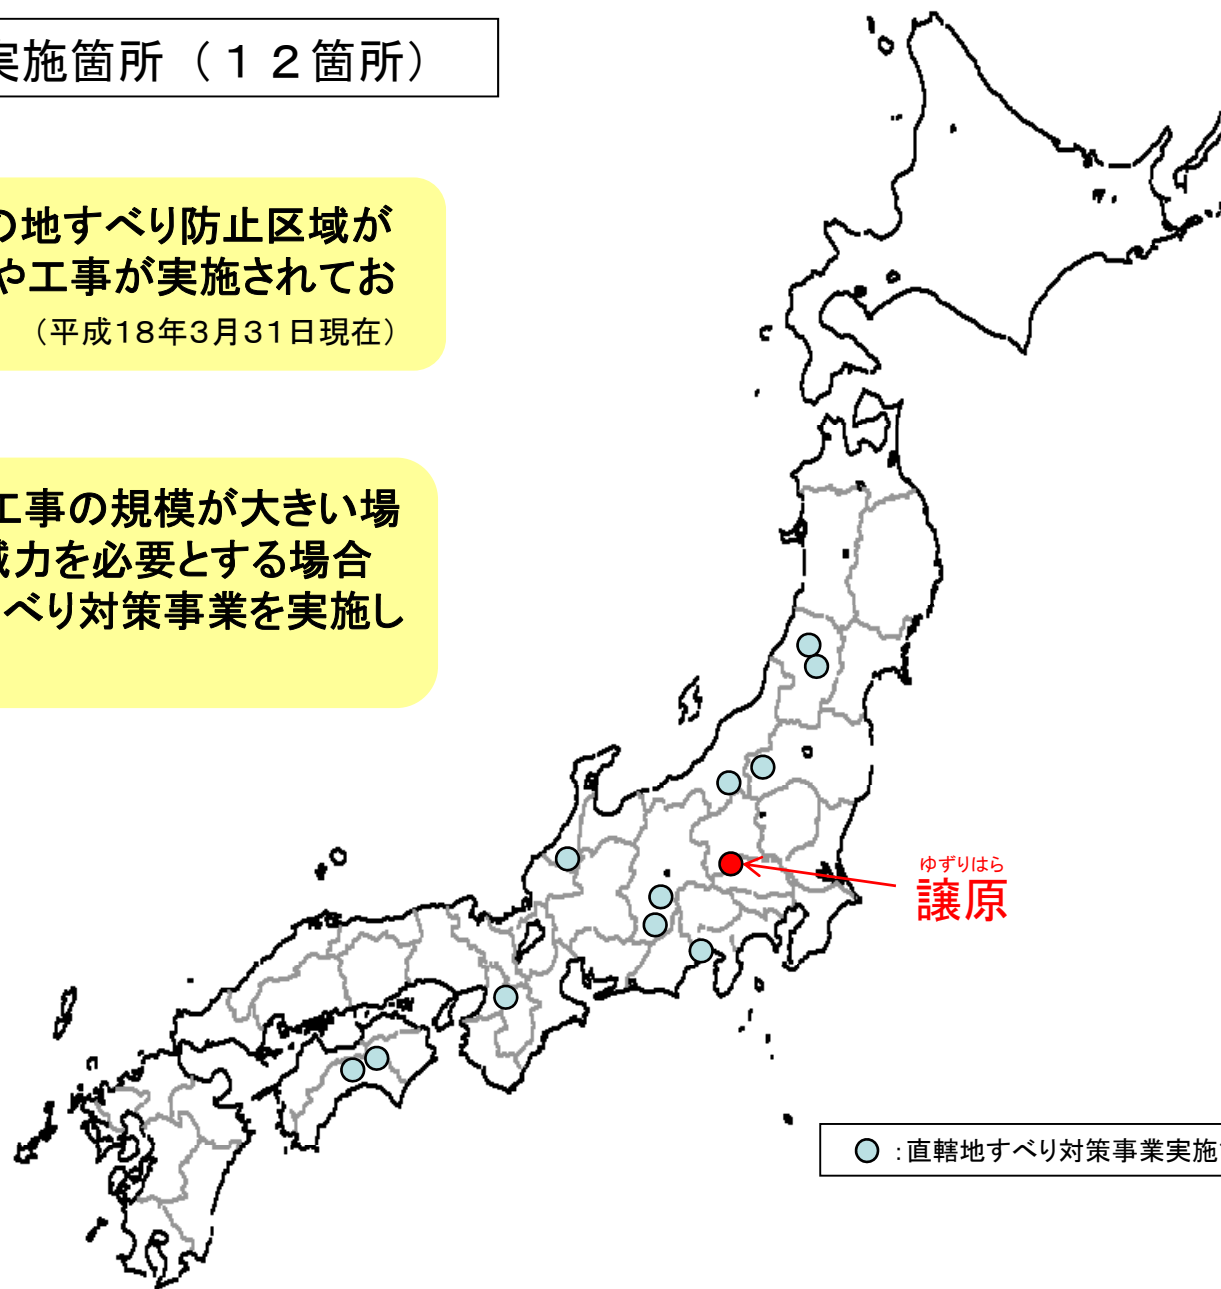 実施箇所（１２箇所）
の地すべり防止区域が
や工事が実施されてお
（平成18年3月31日現在）
工事の規模が大きい場
力を必要とする場合
べり対策事業を実施し
ゆずりはら
譲原
：直轄地すべり対策事業実施